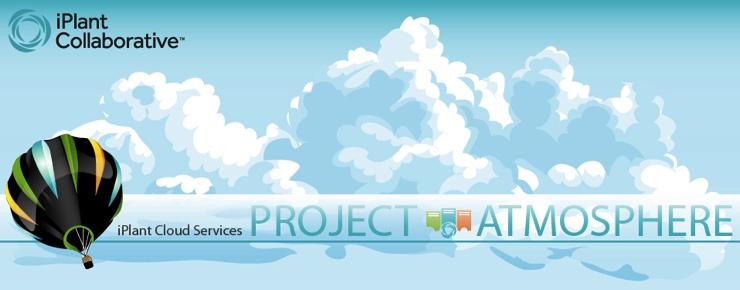 iPlant
Collaborative™
iPlant Cloud Services PROJECT ATMOSPHERE